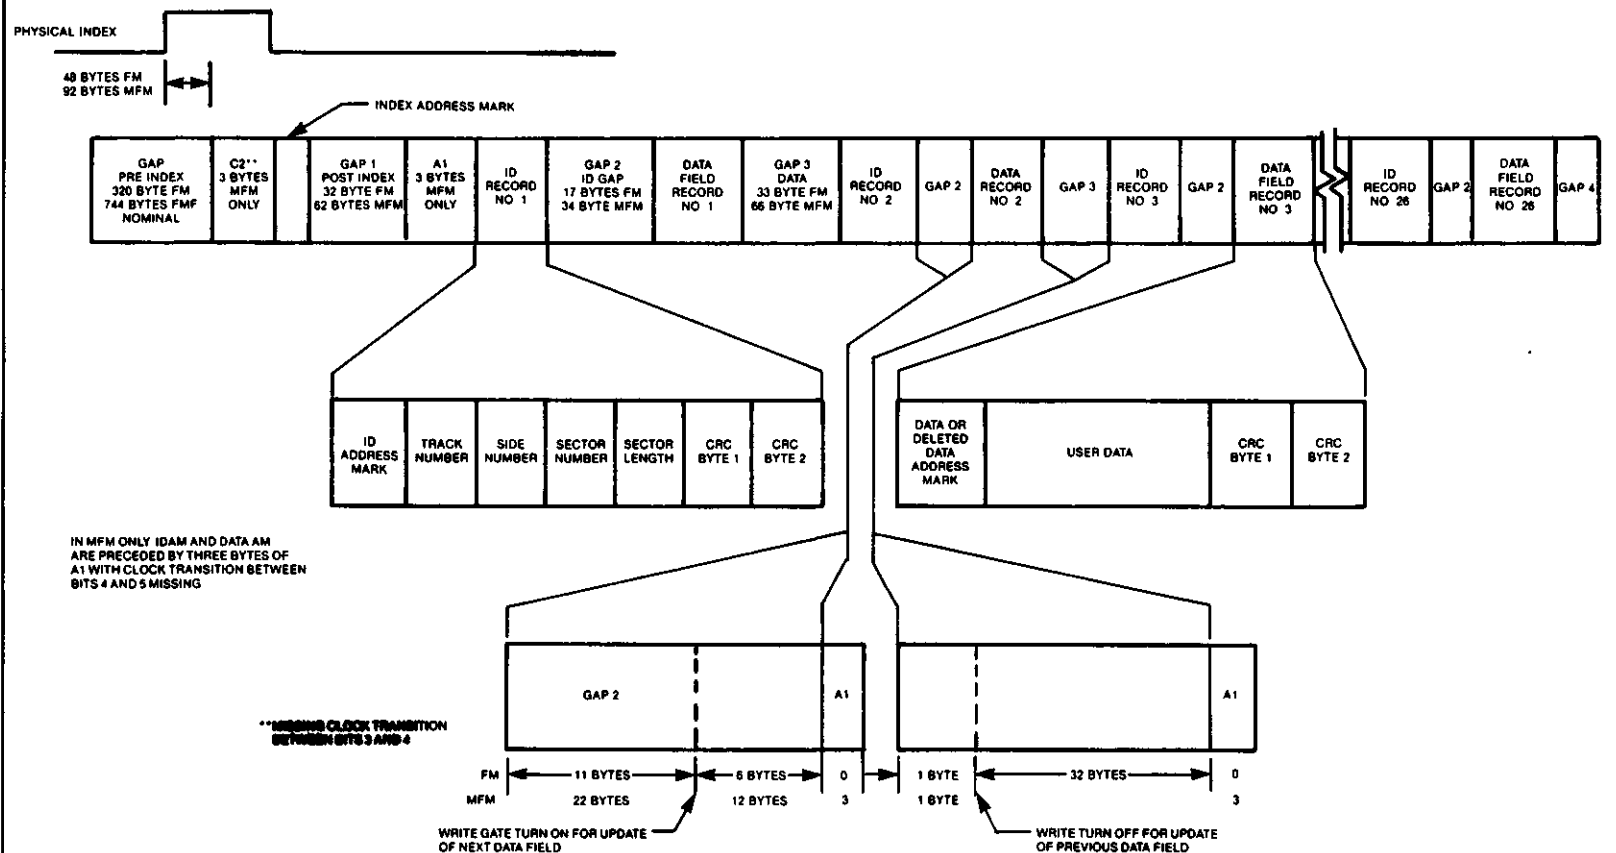 PHYSICAL INDEX
48 BYTES FM
92 BYTES MFM
INDEX ADDRESS MARK
GAP
PRE INDEX
320 BYTE FM
744 BYTES FMF
NOMINAL
C2**
3 BYTES
MFM
ONLY
GAP 1
POST INDEX
32 BYTE FM
62 BYTES MFM
A1
3 BYTES
MFM
ONLY
ID
RECORD
NO 1
GAP 2
ID GAP
17 BYTES FM
34 BYTE MFM
DATA
FIELD
RECORD
NO 1
GAP 3
DATA
33 BYTE FM
66 BYTE MFM
ID
RECORD
NO 2
GAP 2
DATA
RECORD
NO 2
GAP 3
ID
RECORD
NO 3
GAP 2
DATA
FIELD
RECORD
NO 3
ID
RECORD
NO 26
GAP 2
DATA
FIELD
RECORD
NO 26
GAP 4
ID
ADDRESS
MARK
TRACK
NUMBER
SIDE
NUMBER
SECTOR
NUMBER
SECTOR
LENGTH
CRC
BYTE 1
CRC
BYTE 2
DATA OR
DELETED
DATA
ADDRESS
MARK
USER DATA
CRC
BYTE 1
CRC
BYTE 2
IN MFM ONLY IDAM AND DATA AM
ARE PRECEDED BY THREE BYTES OF
A1 WITH CLOCK TRANSITION BETWEEN
BITS 4 AND 5 MISSING
GAP 2
A1
A1
**MISSING CLOCK TRANSITION
BETWEEN BITS 3 AND 4
FM 11 BYTES 6 BYTES 0 1 BYTE 32 BYTES 0
MFM 22 BYTES 12 BYTES 3 1 BYTE 3
WRITE GATE TURN ON FOR UPDATE
OF NEXT DATA FIELD
WRITE TURN OFF FOR UPDATE
OF PREVIOUS DATA FIELD